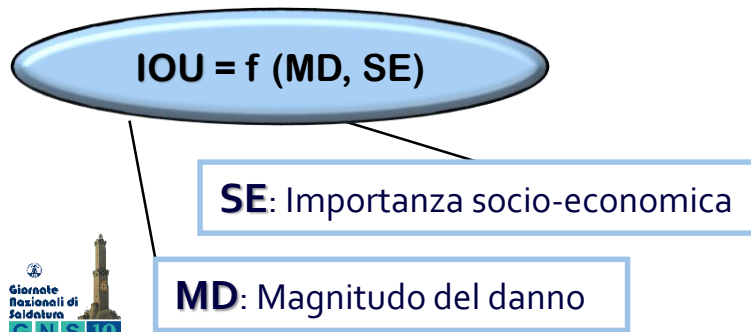 IOU = f (MD, SE)
SE: Importanza socio-economica
MD: Magnitudo del danno
Giornate
Nazionali di
Saldatura
GNS 10